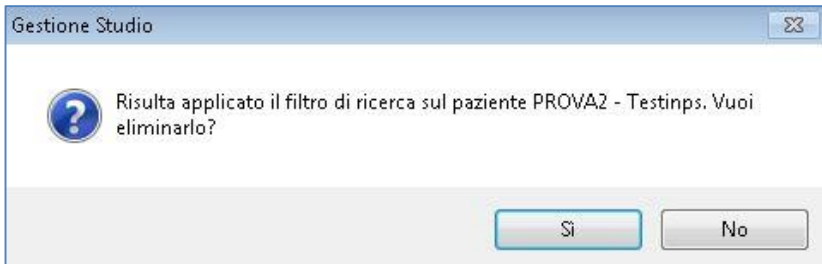 Gestione Studio
Risulta applicato il filtro di ricerca sul paziente PROVA2 - Testinps. Vuoi
eliminarlo?
Sì
No